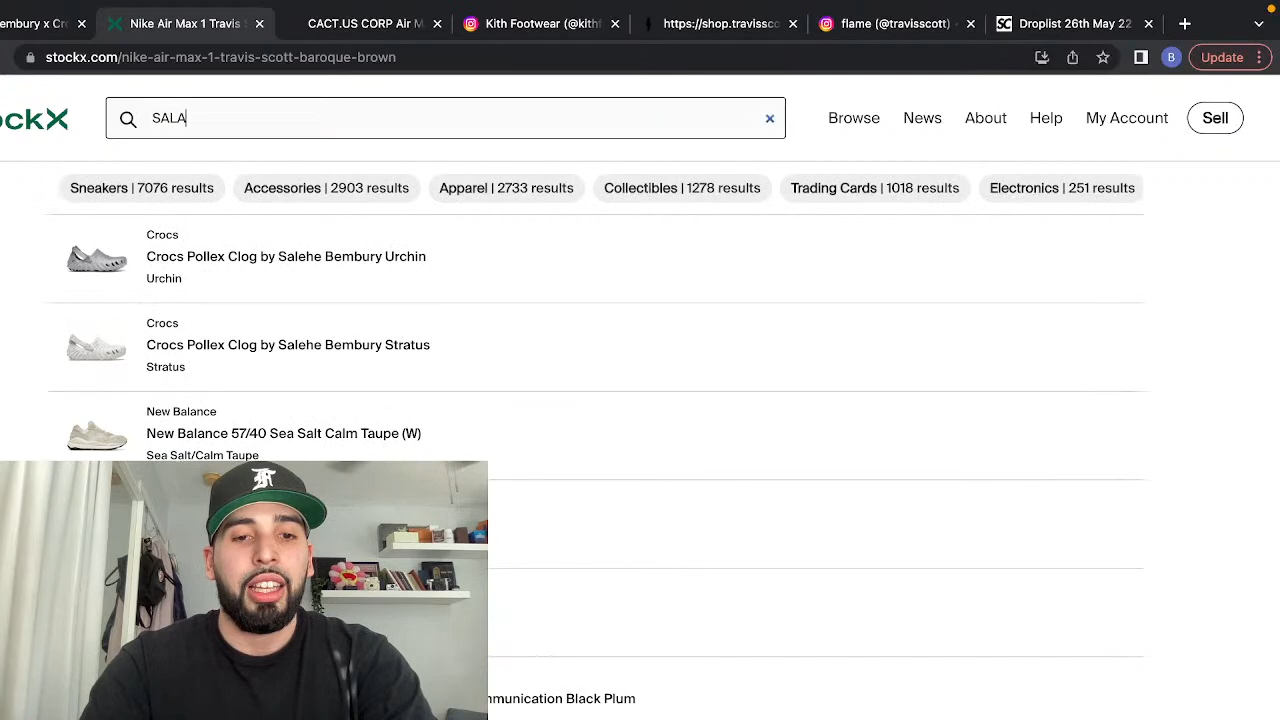 embury x Cro
Nike Air Max 1 Travis S
CACT.US CORP Air M
Kith Footwear (@kithf
https://shop.travissco
flame (@travisscott) •
Droplist 26th May 22
stockx.com/nike-air-max-1-travis-scott-baroque-brown
B
Update
ockX
SALA
Browse
News
About
Help
My Account
Sell
Sneakers | 7076 results
Accessories | 2903 results
Apparel | 2733 results
Collectibles | 1278 results
Trading Cards | 1018 results
Electronics | 251 results
Crocs
Crocs Pollex Clog by Salehe Bembury Urchin
Urchin
Crocs
Crocs Pollex Clog by Salehe Bembury Stratus
Stratus
New Balance
New Balance 57/40 Sea Salt Calm Taupe (W)
Sea Salt/Calm Taupe
mmunication Black Plum